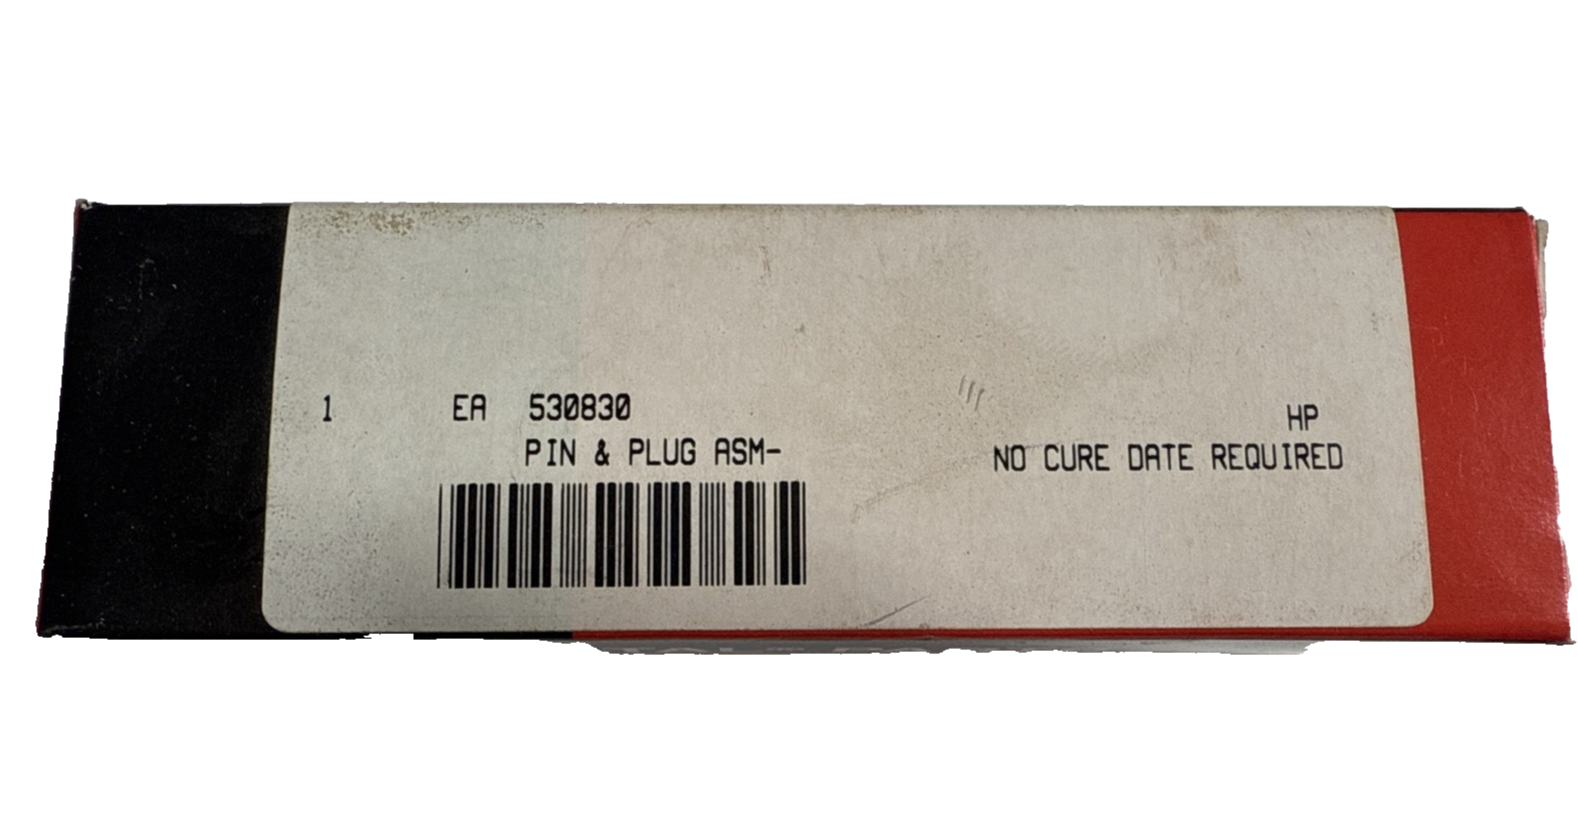 1 EA 530830 HP
PIN & PLUG ASM- NO CURE DATE REQUIRED